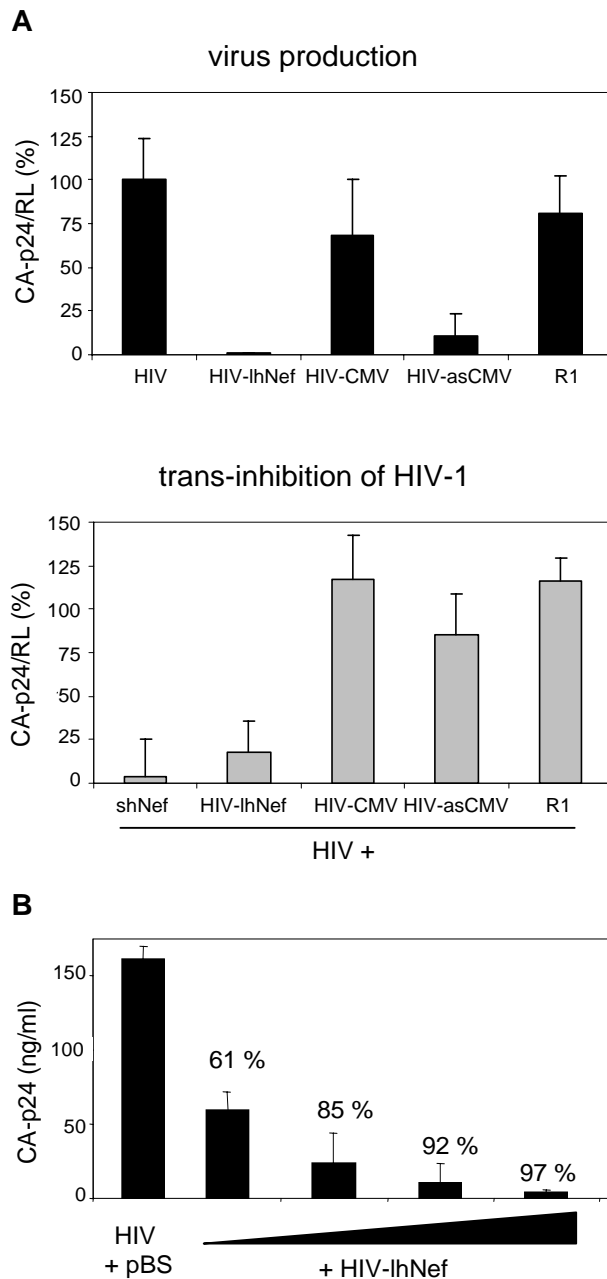 A
virus production
CA-p24/RL (%)
150
125
100
75
50
25
0
HIV HIV-lhNef HIV-CMV HIV-asCMV R1
trans-inhibition of HIV-1
CA-p24/RL (%)
150
125
100
75
50
25
0
shNef HIV-lhNef HIV-CMV HIV-asCMV R1
HIV +
B
CA-p24 (ng/ml)
150
100
50
0
61 %
85 %
92 %
97 %
HIV
+ pBS
+ HIV-lhNef